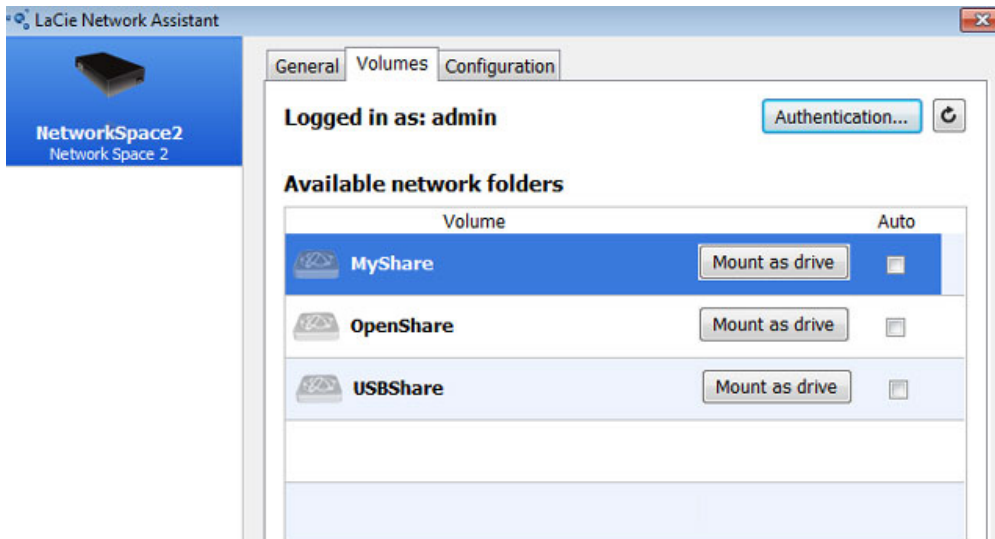 LaCie Network Assistant
NetworkSpace2
Network Space 2
General Volumes Configuration
Logged in as: admin Authentication...
Available network folders
Volume Auto
MyShare Mount as drive
OpenShare Mount as drive
USBShare Mount as drive